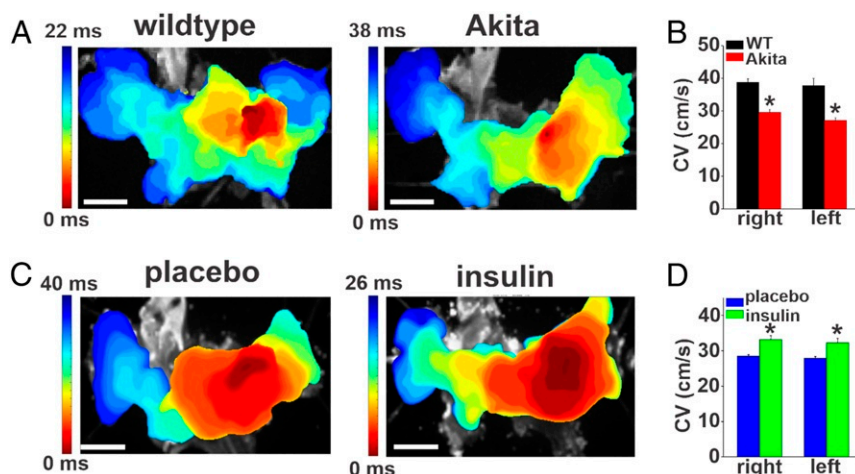 A
wildtype
Akita
22 ms
0 ms
38 ms
0 ms
B
WT
Akita
CV (cm/s)
50
40
30
20
10
0
*
*
right
left
C
placebo
insulin
40 ms
0 ms
26 ms
0 ms
D
placebo
insulin
CV (cm/s)
40
30
20
10
0
*
*
right
left